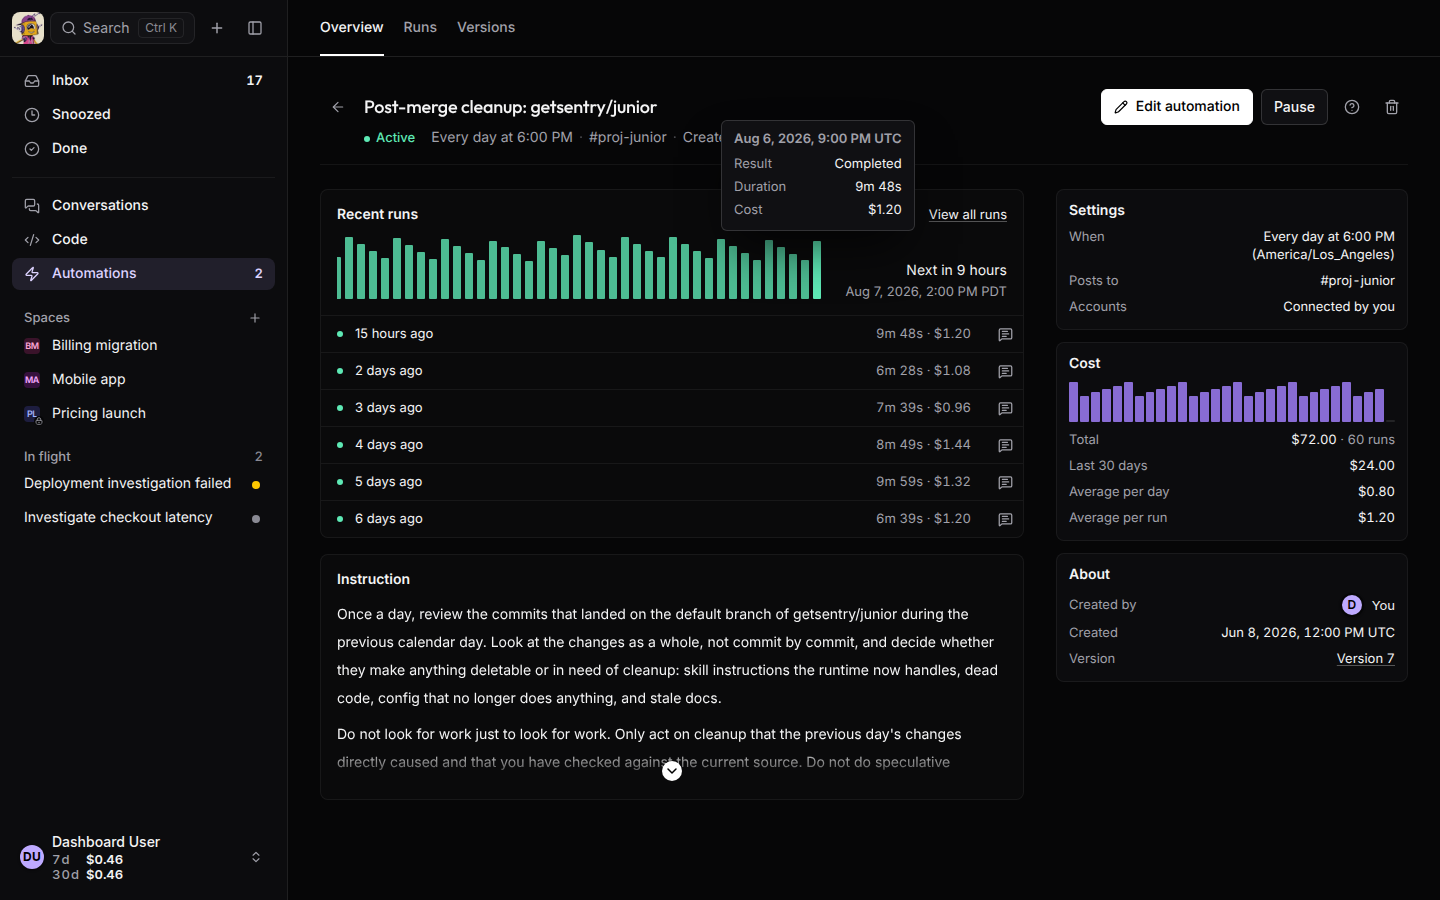 Search
Ctrl K
Inbox
17
Snoozed
Done
Conversations
Code
Automations
2
Spaces
BM
Billing migration
MA
Mobile app
PL
Pricing launch
In flight
2
Deployment investigation failed
Investigate checkout latency
DU
Dashboard User
7d $0.46
30d $0.46
Overview
Runs
Versions
Post-merge cleanup: getsentry/junior
Edit automation
Pause
Active
Every day at 6:00 PM · #proj-junior ·
Aug 6, 2026, 9:00 PM UTC
Result Completed
Duration 9m 48s
Cost $1.20
Recent runs
View all runs
Next in 9 hours
Aug 7, 2026, 2:00 PM PDT
15 hours ago 9m 48s · $1.20
2 days ago 6m 28s · $1.08
3 days ago 7m 39s · $0.96
4 days ago 8m 49s · $1.44
5 days ago 9m 59s · $1.32
6 days ago 6m 39s · $1.20
Instruction
Once a day, review the commits that landed on the default branch of getsentry/junior during the
previous calendar day. Look at the changes as a whole, not commit by commit, and decide whether
they make anything deletable or in need of cleanup: skill instructions the runtime now handles, dead
code, config that no longer does anything, and stale docs.
Do not look for work just to look for work. Only act on cleanup that the previous day's changes
directly caused and that you have checked against the current source. Do not do speculative
Settings
When Every day at 6:00 PM
(America/Los_Angeles)
Posts to #proj-junior
Accounts Connected by you
Cost
Total $72.00 · 60 runs
Last 30 days $24.00
Average per day $0.80
Average per run $1.20
About
Created by D You
Created Jun 8, 2026, 12:00 PM UTC
Version Version 7